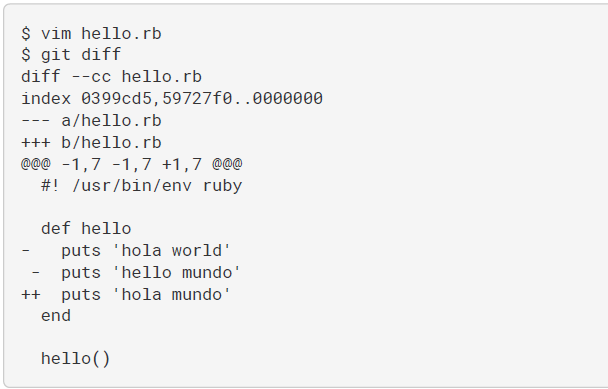 $ vim hello.rb
$ git diff
diff --cc hello.rb
index 0399cd5,59727f0..0000000
--- a/hello.rb
+++ b/hello.rb
@@@ -1,7 -1,7 +1,7 @@@
  #! /usr/bin/env ruby

  def hello
-   puts 'hola world'
 -  puts 'hello mundo'
++  puts 'hola mundo'
  end

  hello()